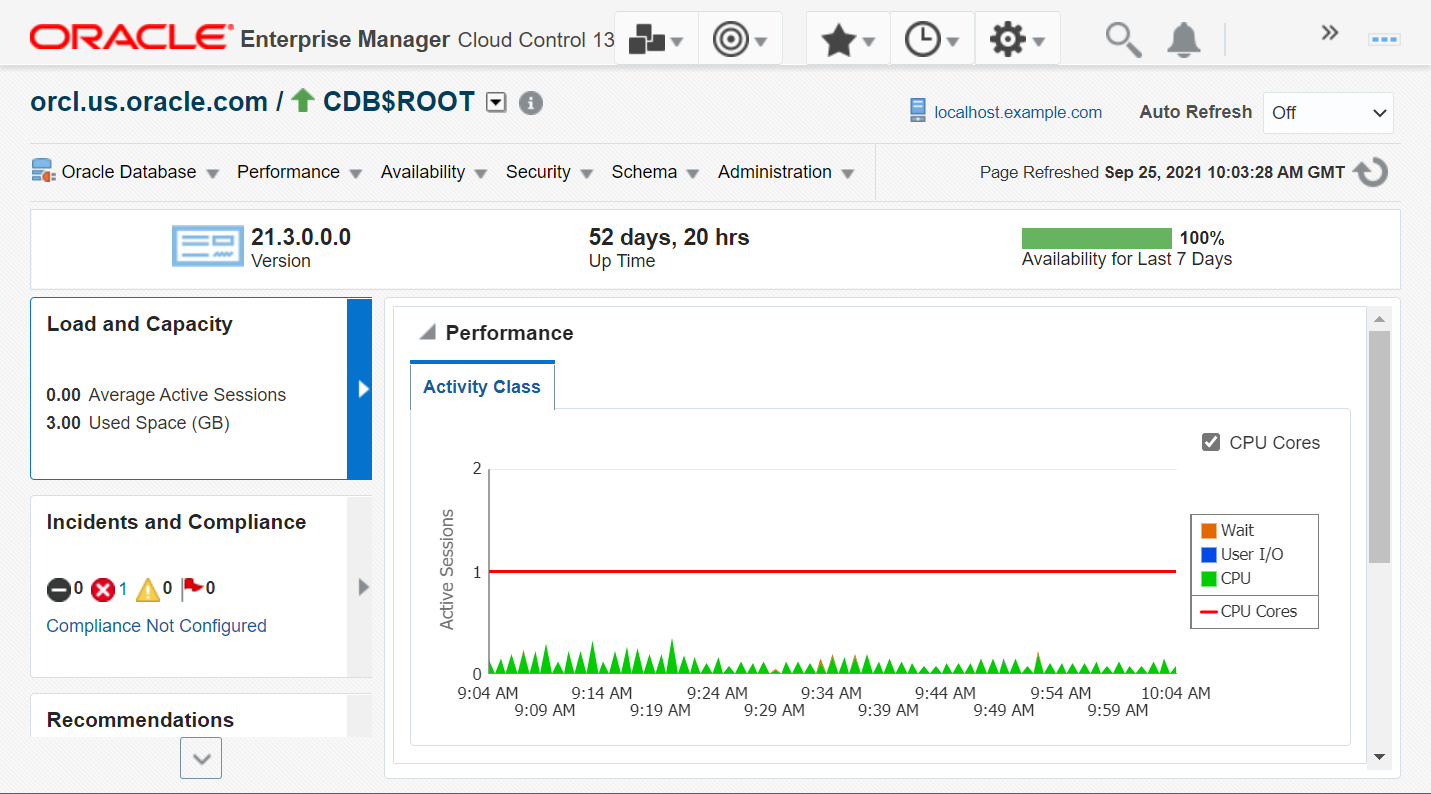 ORACLE® Enterprise Manager Cloud Control 13
orcl.us.oracle.com / CDB$ROOT
localhost.example.com Auto Refresh Off
Oracle Database Performance Availability Security Schema Administration Page Refreshed Sep 25, 2021 10:03:28 AM GMT
21.3.0.0.0
Version
52 days, 20 hrs
Up Time
100%
Availability for Last 7 Days
Load and Capacity
0.00 Average Active Sessions
3.00 Used Space (GB)
Incidents and Compliance
0 1 0 0
Compliance Not Configured
Recommendations
Performance
Activity Class
CPU Cores
Active Sessions
2
1
0
9:04 AM 9:14 AM 9:24 AM 9:34 AM 9:44 AM 9:54 AM 10:04 AM
9:09 AM 9:19 AM 9:29 AM 9:39 AM 9:49 AM 9:59 AM
Wait
User I/O
CPU
CPU Cores